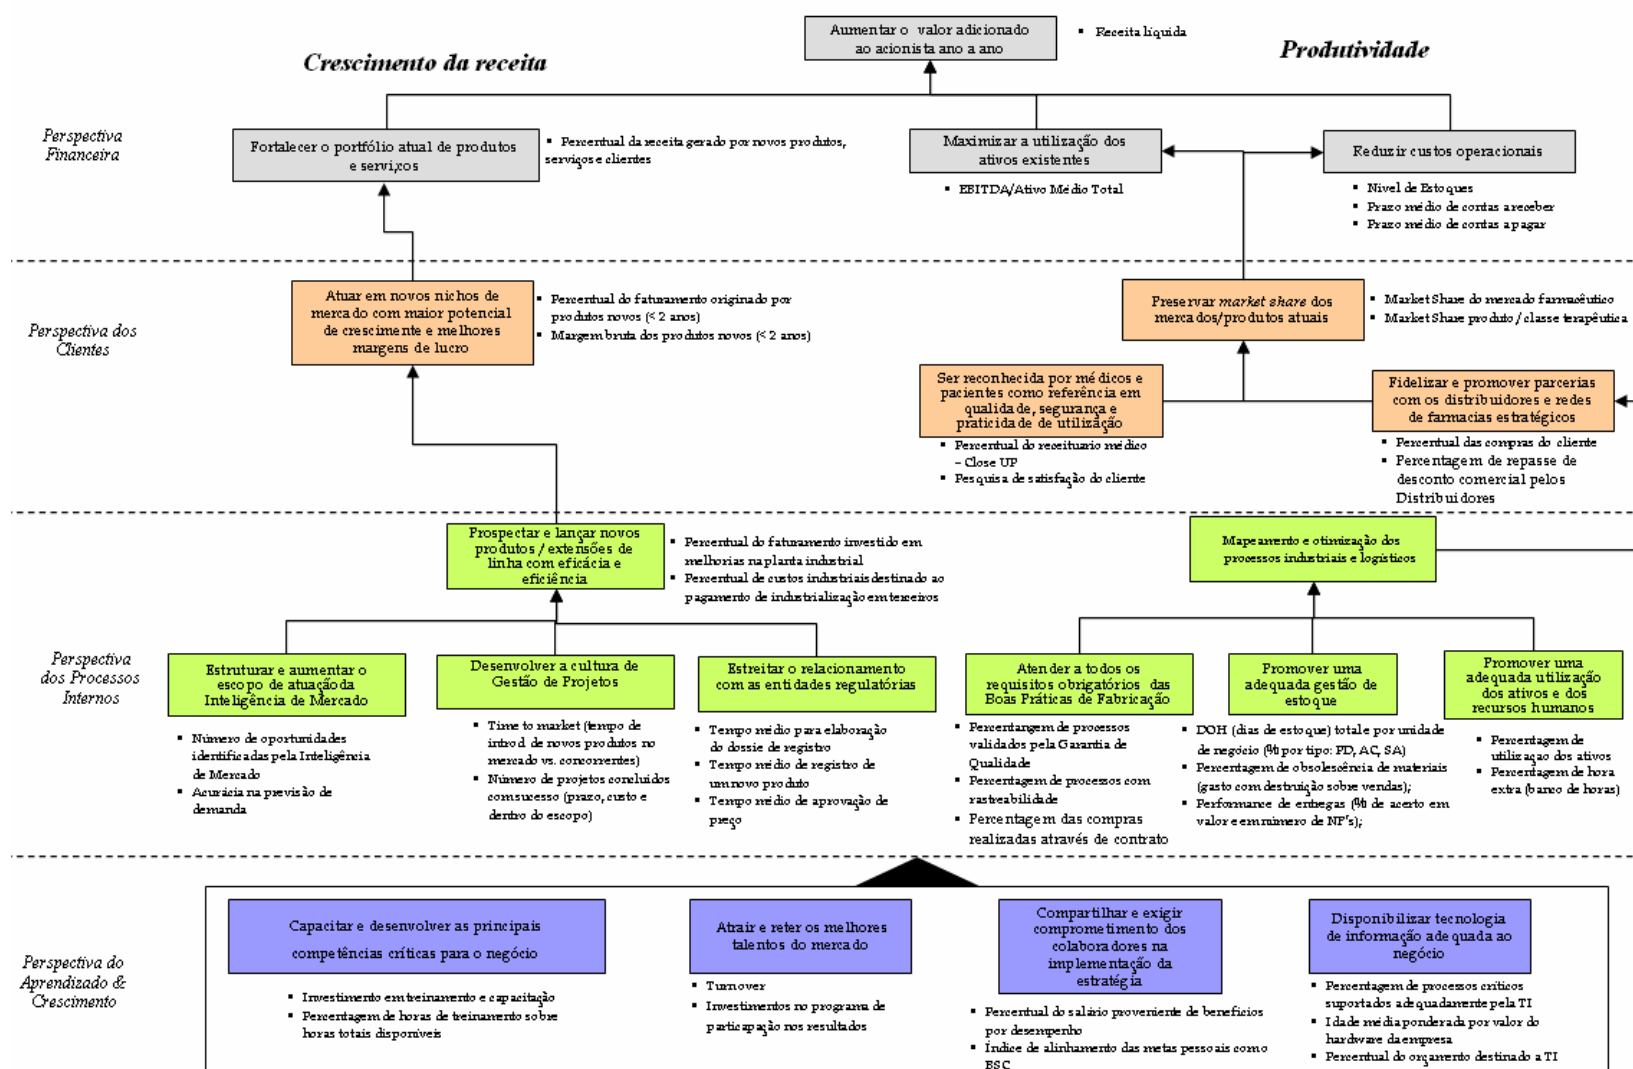 Aumentar o valor adicionado
ao acionista ano a ano
▪ Receita líquida
Crescimento da receita
Produtividade
Perspectiva
Financeira
Fortalecer o portfólio atual de produtos
e serviços
▪ Percentual da receita gerado por novos produtos,
serviços e clientes
Maximizar a utilização dos
ativos existentes
▪ EBITDA/Ativo Médio Total
Reduzir custos operacionais
▪ Nivel de Estoques
▪ Prazo médio de contas a receber
▪ Prazo médio de contas a pagar
Perspectiva dos
Clientes
Atuar em novos nichos de
mercado com maior potencial
de crescimente e melhores
margens de lucro
▪ Percentual do faturamento originado por
produtos novos (< 2 anos)
▪ Margem bruta dos produtos novos (< 2 anos)
Preservar market share dos
mercados/produtos atuais
▪ Market Share do mercado farmacêutico
▪ Market Share produto / classe terapêutica
Ser reconhecida por médicos e
pacientes como referência em
qualidade, segurança e
praticidade de utilização
▪ Percentual do receituario médico
– Close UP
▪ Pesquisa de satisfação do cliente
Fidelizar e promover parcerias
com os distribuidores e redes
de farmacias estratégicos
▪ Percentual das compras do cliente
▪ Percentagem de repasse de
desconto comercial pelos
Distribuidores
Perspectiva
dos Processos
Internos
Prospectar e lançar novos
produtos / extensões de
linha com eficácia e
eficiência
▪ Percentual do faturamento investido em
melhorias na planta industrial
▪ Percentual de custos industriais destinado ao
pagamento de industrialização em terceiros
Mapeamento e otimização dos
processos industriais e logísticos
Estruturar e aumentar o
escopo de atuação da
Inteligência de Mercado
▪ Número de oportunidades
identificadas pela Inteligência
de Mercado
▪ Acurácia na previsão de
demanda
Desenvolver a cultura de
Gestão de Projetos
▪ Time to market (tempo de
introd. de novos produtos no
mercado vs. concorrentes)
▪ Número de projetos concluídos
com sucesso (prazo, custo e
dentro do escopo)
Estreitar o relacionamento
com as entidades regulatórias
▪ Tempo médio para elaboração
do dossie de registro
▪ Tempo médio de registro de
um novo produto
▪ Tempo médio de aprovação de
preço
Atender a todos os
requisitos obrigatórios das
Boas Práticas de Fabricação
▪ Percentangem de processos
validados pela Garantia de
Qualidade
▪ Percentagem de processos com
rastreabilidade
▪ Percentagem das compras
realizadas através de contrato
Promover uma
adequada gestão de
estoque
▪ DOH (dias de estoque) total e por unidade
de negócio (% por tipo: PD, AC, SA)
▪ Percentagem de obsolescência de materiais
(gasto com destruição sobre vendas);
▪ Performance de entregas (% de acerto em
valor e em número de NF's);
Promover uma
adequada utilização
dos ativos e dos
recursos humanos
▪ Percentagem de
utilização dos ativos
▪ Percentagem de hora
extra (banco de horas)
Perspectiva do
Aprendizado &
Crescimento
Capacitar e desenvolver as principais
competências críticas para o negócio
▪ Investimento em treinamento e capacitação
▪ Percentagem de horas de treinamento sobre
horas totais disponíveis
Atrair e reter os melhores
talentos do mercado
▪ Turnover
▪ Investimentos no programa de
particapação nos resultados
Compartilhar e exigir
comprometimento dos
colaboradores na
implementação da
estratégia
▪ Percentual do salário proveniente de beneficios
por desempenho
▪ Índice de alinhamento das metas pessoais como
BSC
Disponibilizar tecnologia
de informação adequada ao
negócio
▪ Percentagem de processos críticos
suportados adequadamente pela TI
▪ Idade média ponderada por valor do
hardware da empresa
▪ Percentual do orçamento destinado a TI